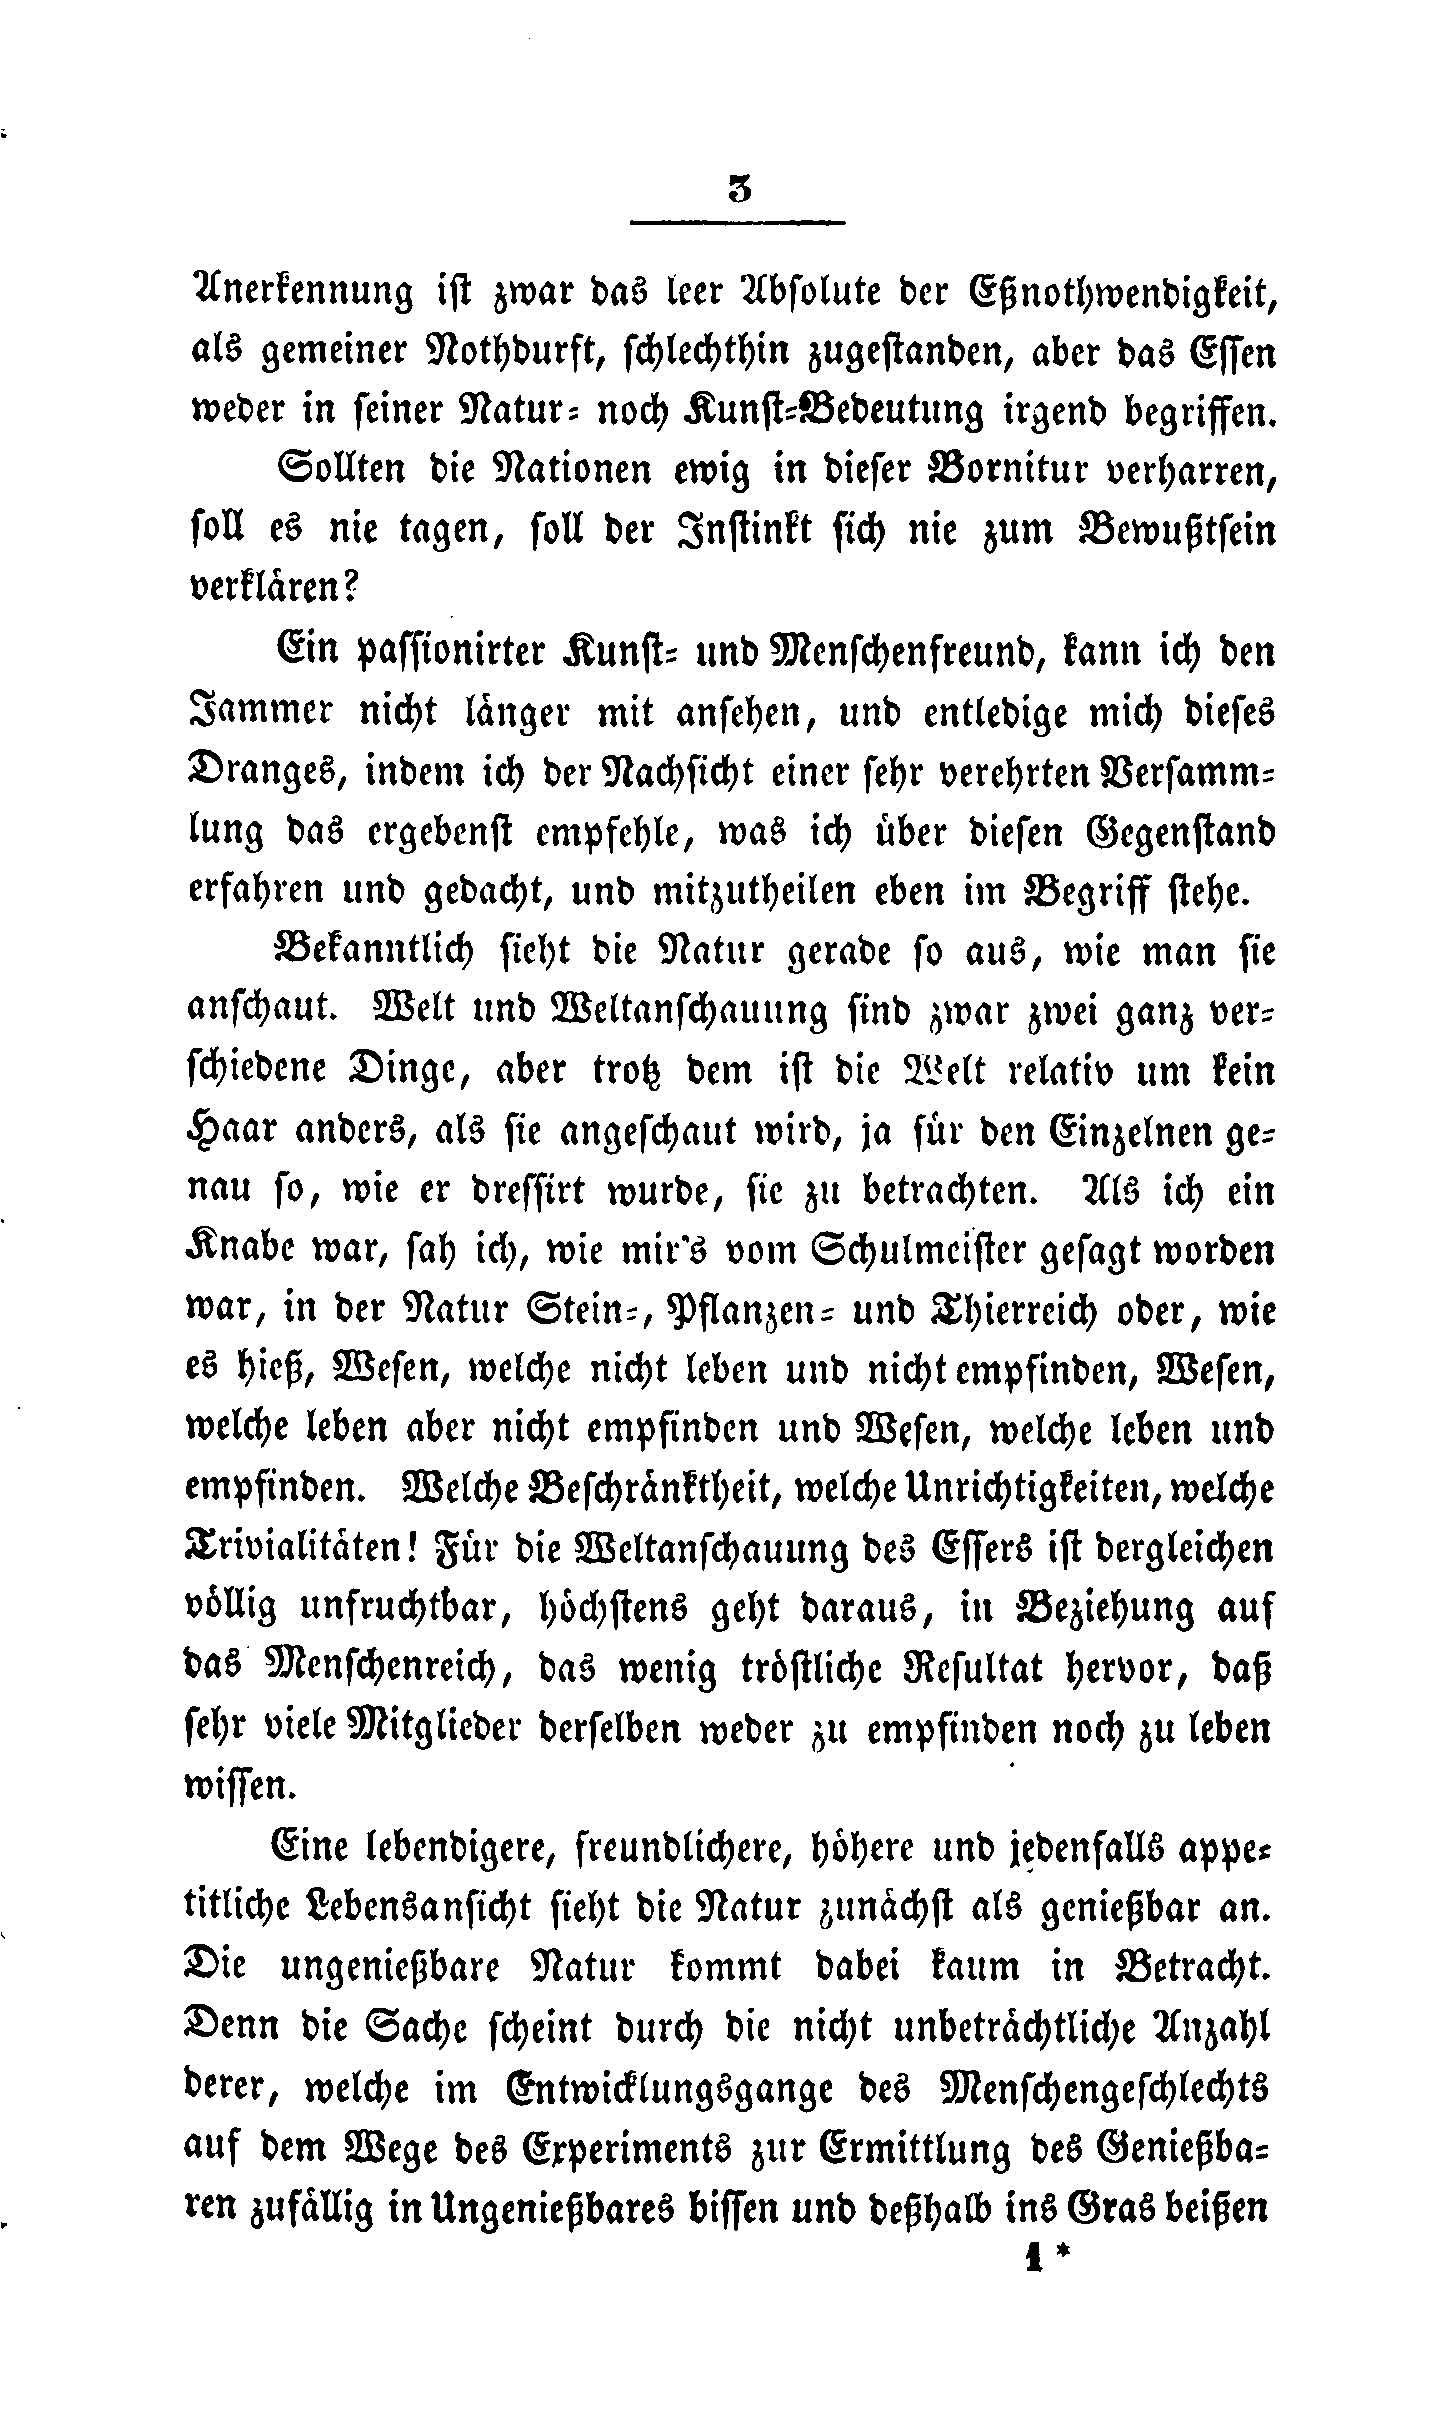 3
Anerkennung ist zwar das leer Absolute der Eßnothwendigkeit,
als gemeiner Nothdurft, schlechthin zugestanden, aber das Essen
weder in seiner Natur- noch Kunst-Bedeutung irgend begriffen.
Sollten die Nationen ewig in dieser Bornitur verharren,
soll es nie tagen, soll der Instinkt sich nie zum Bewußtsein
verklären?
Ein passionirter Kunst- und Menschenfreund, kann ich den
Jammer nicht länger mit ansehen, und entledige mich dieses
Dranges, indem ich der Nachsicht einer sehr verehrten Versamm-
lung das ergebenst empfehle, was ich über diesen Gegenstand
erfahren und gedacht, und mitzutheilen eben im Begriff stehe.
Bekanntlich sieht die Natur gerade so aus, wie man sie
anschaut. Welt und Weltanschauung sind zwar zwei ganz ver-
schiedene Dinge, aber trotz dem ist die Welt relativ um kein
Haar anders, als sie angeschaut wird, ja für den Einzelnen ge-
nau so, wie er dressirt wurde, sie zu betrachten. Als ich ein
Knabe war, sah ich, wie mir's vom Schulmeister gesagt worden
war, in der Natur Stein-, Pflanzen- und Thierreich oder, wie
es hieß, Wesen, welche nicht leben und nicht empfinden, Wesen,
welche leben aber nicht empfinden und Wesen, welche leben und
empfinden. Welche Beschränktheit, welche Unrichtigkeiten, welche
Trivialitäten! Für die Weltanschauung des Essers ist dergleichen
völlig unfruchtbar, höchstens geht daraus, in Beziehung auf
das Menschenreich, das wenig tröstliche Resultat hervor, daß
sehr viele Mitglieder derselben weder zu empfinden noch zu leben
wissen.
Eine lebendigere, freundlichere, höhere und jedenfalls appe-
titliche Lebensansicht sieht die Natur zunächst als genießbar an.
Die ungenießbare Natur kommt dabei kaum in Betracht.
Denn die Sache scheint durch die nicht unbeträchtliche Anzahl
derer, welche im Entwicklungsgange des Menschengeschlechts
auf dem Wege des Experiments zur Ermittlung des Genießba-
ren zufällig in Ungenießbares bissen und deßhalb ins Gras beißen
1 *